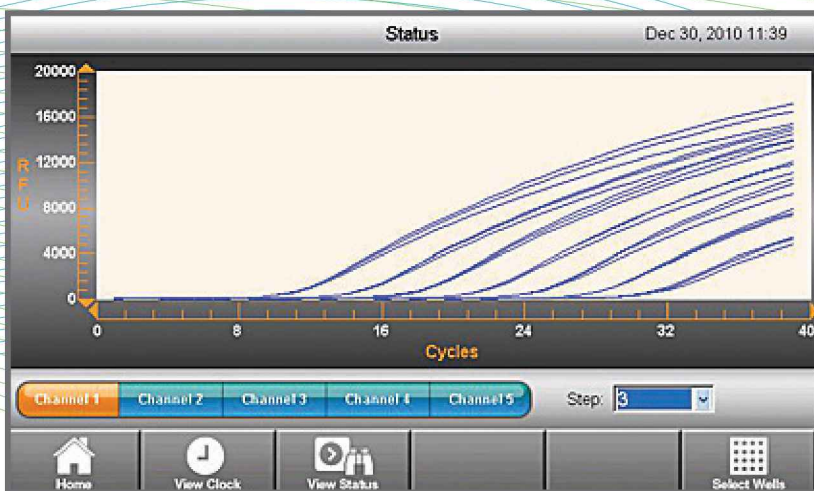 Status Dec 30, 2010 11:39
20000
16000
12000
8000
4000
0
RFU
0 8 16 24 32 40
Cycles
Channel 1 Channel 2 Channel 3 Channel 4 Channel 5 Step: 3
Home View Clock View Status Select Wells